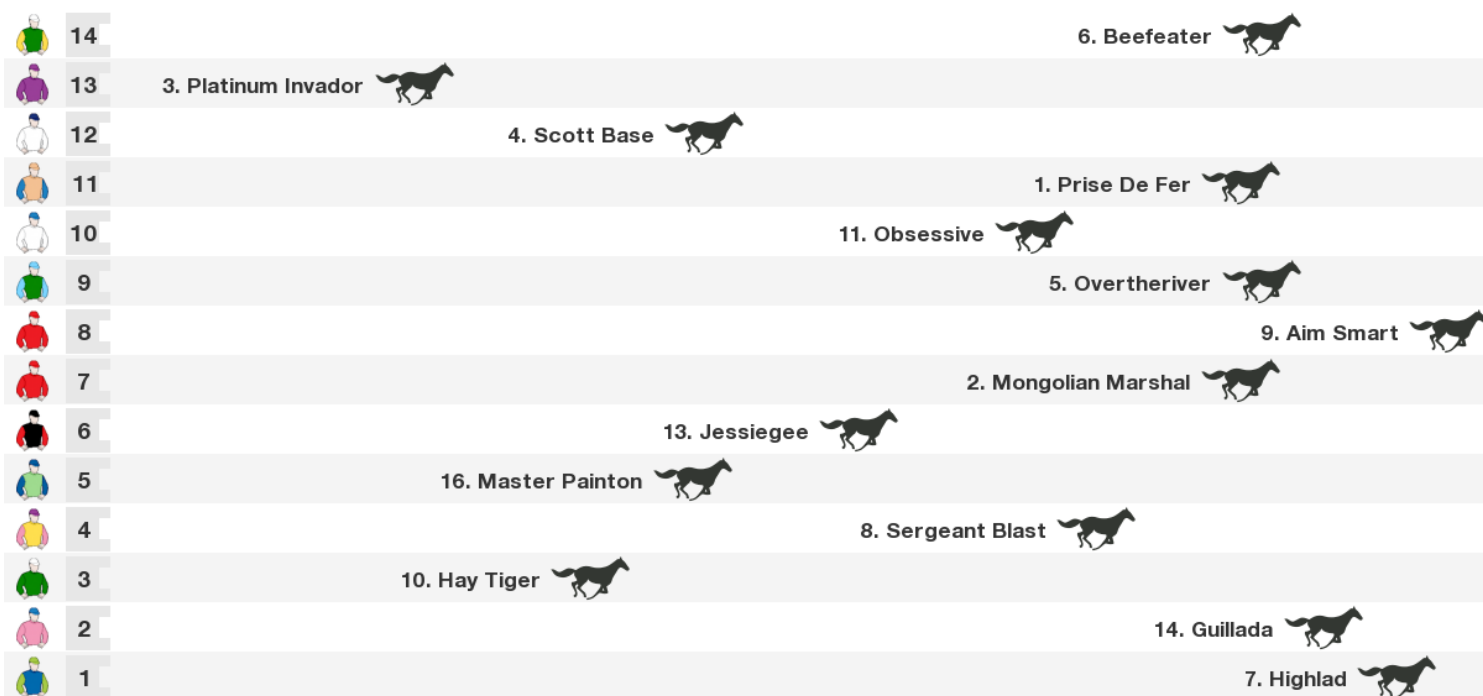 14 6. Beefeater
13 3. Platinum Invador
12 4. Scott Base
11 1. Prise De Fer
10 11. Obsessive
9 5. Overtheriver
8 9. Aim Smart
7 2. Mongolian Marshal
6 13. Jessiegee
5 16. Master Painton
4 8. Sergeant Blast
3 10. Hay Tiger
2 14. Guillada
1 7. Highlad